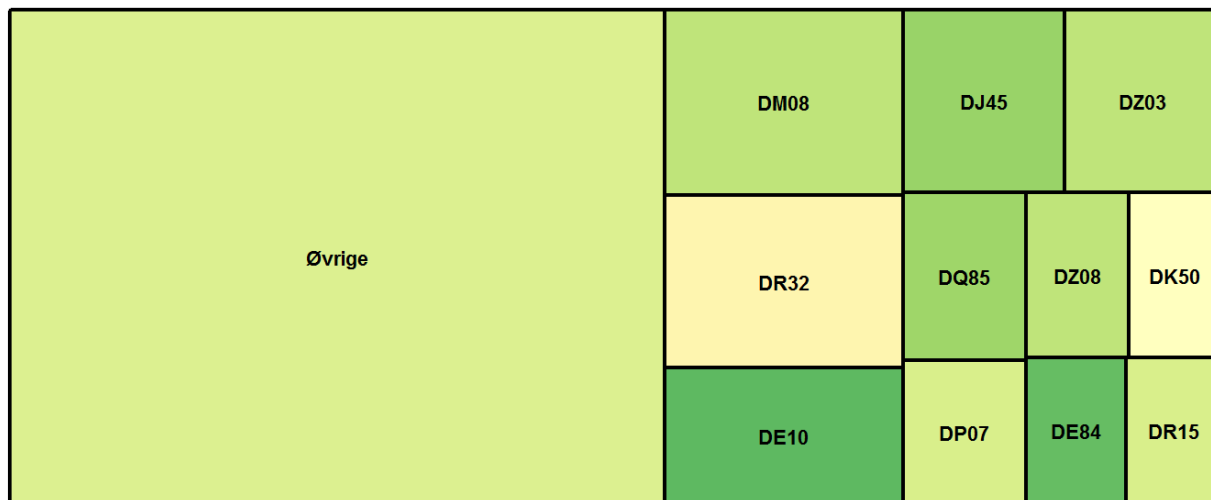 Øvrige
DM08
DR32
DE10
DJ45
DZ03
DQ85
DZ08
DK50
DP07
DE84
DR15